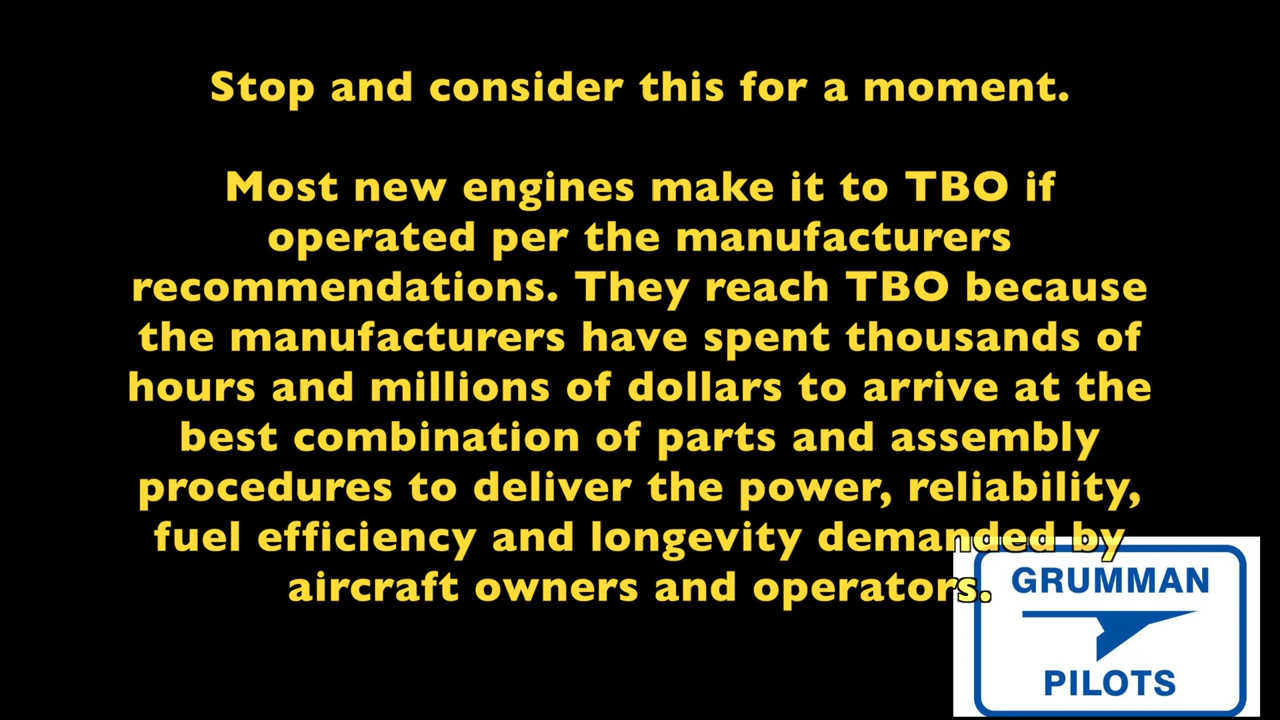 Stop and consider this for a moment.
Most new engines make it to TBO if
operated per the manufacturers
recommendations. They reach TBO because
the manufacturers have spent thousands of
hours and millions of dollars to arrive at the
best combination of parts and assembly
procedures to deliver the power, reliability,
fuel efficiency and longevity demanded by
aircraft owners and operators.
GRUMMAN
PILOTS